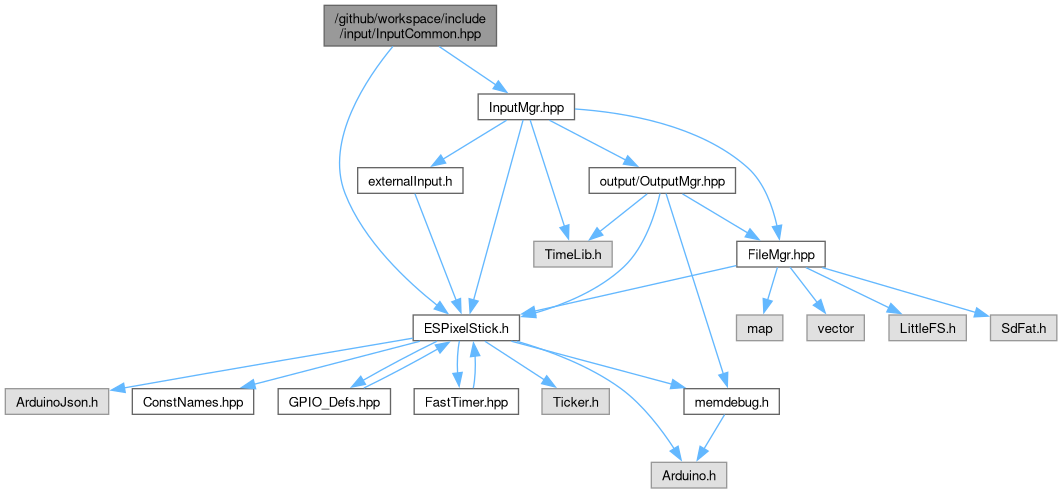 /github/workspace/include
/input/InputCommon.hpp
InputMgr.hpp
externalInput.h
output/OutputMgr.hpp
TimeLib.h
FileMgr.hpp
ESPixelStick.h
map
vector
LittleFS.h
SdFat.h
ArduinoJson.h
ConstNames.hpp
GPIO_Defs.hpp
FastTimer.hpp
Ticker.h
memdebug.h
Arduino.h